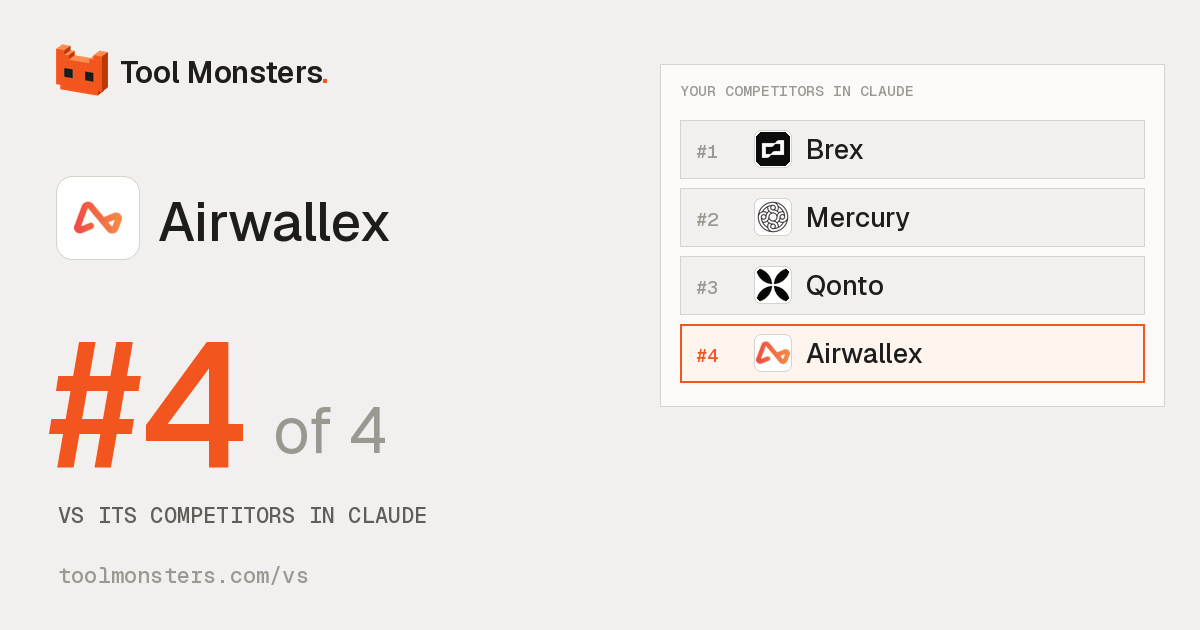 Tool Monsters.
Airwallex
#4 of 4
VS ITS COMPETITORS IN CLAUDE
toolmonsters.com/vs
YOUR COMPETITORS IN CLAUDE
#1 Brex
#2 Mercury
#3 Qonto
#4 Airwallex